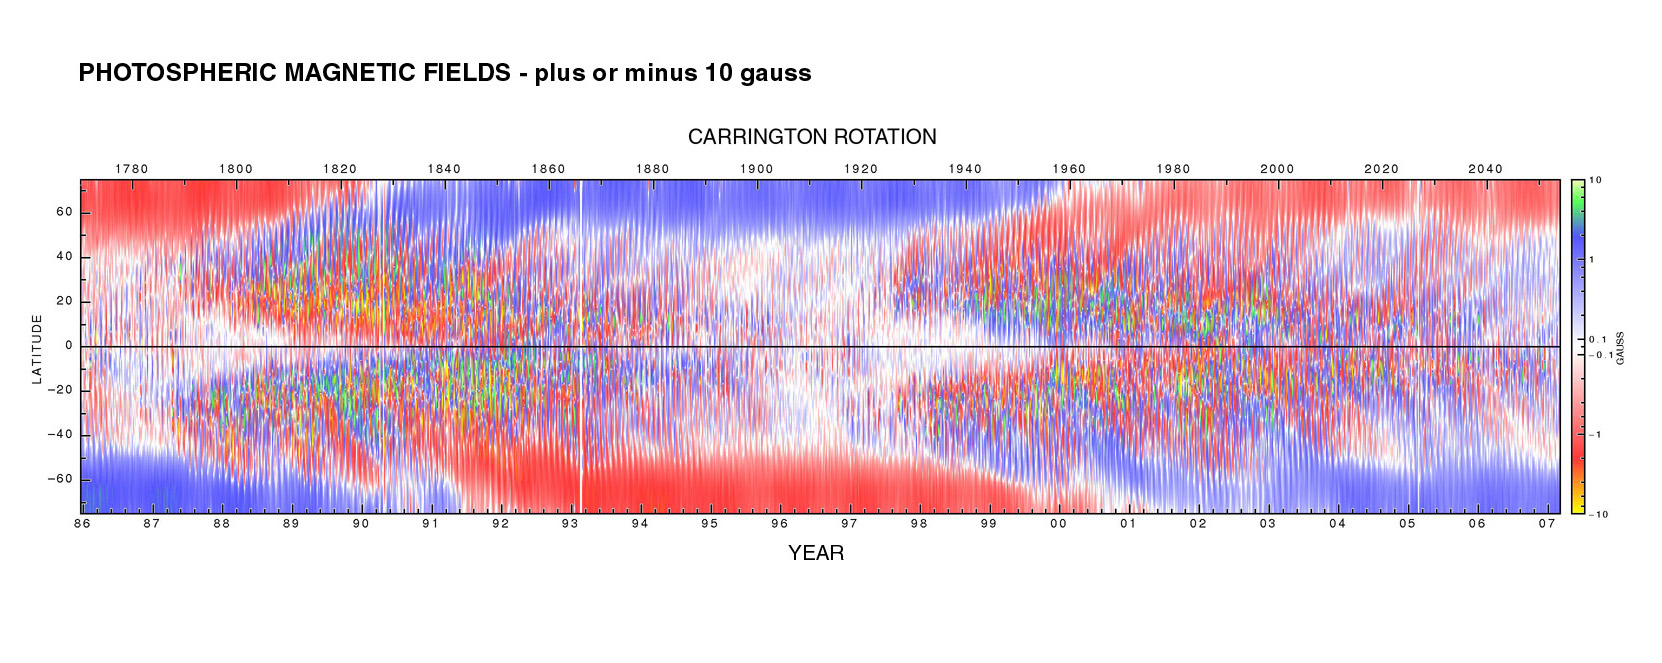 PHOTOSPHERIC MAGNETIC FIELDS - plus or minus 10 gauss
CARRINGTON ROTATION
1780 1800 1820 1840 1860 1880 1900 1920 1940 1960 1980 2000 2020 2040
60
40
20
0
-20
-40
-60
LATITUDE
86 87 88 89 90 91 92 93 94 95 96 97 98 99 00 01 02 03 04 05 06 07
YEAR
10
1
0.1
-0.1
-1
-10
GAUSS